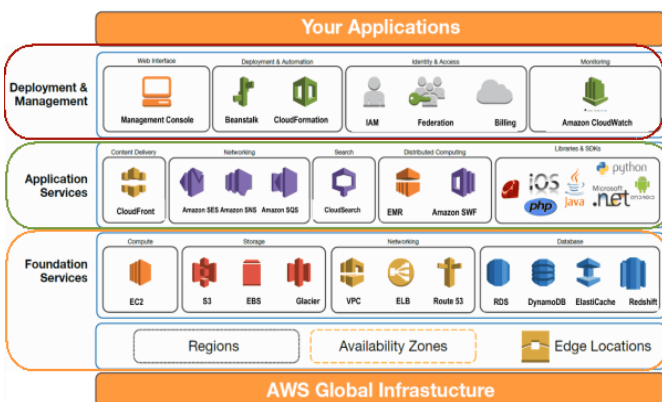 Your Applications
Deployment &
Management
Web Interface
Deployment & Automation
Identity & Access
Monitoring
Management Console
Beanstalk
CloudFormation
IAM
Federation
Billing
Amazon CloudWatch
Application
Services
Content Delivery
Networking
Search
Distributed Computing
Libraries & SDKs
CloudFront
Amazon SES
Amazon SNS
Amazon SQS
CloudSearch
EMR
Amazon SWF
iOS
php
Java
python
Microsoft
.net
ANDROID
Foundation
Services
Compute
Storage
Networking
Database
EC2
S3
EBS
Glacier
VPC
ELB
Route 53
RDS
DynamoDB
ElastiCache
Redshift
Regions
Availability Zones
Edge Locations
AWS Global Infrastucture